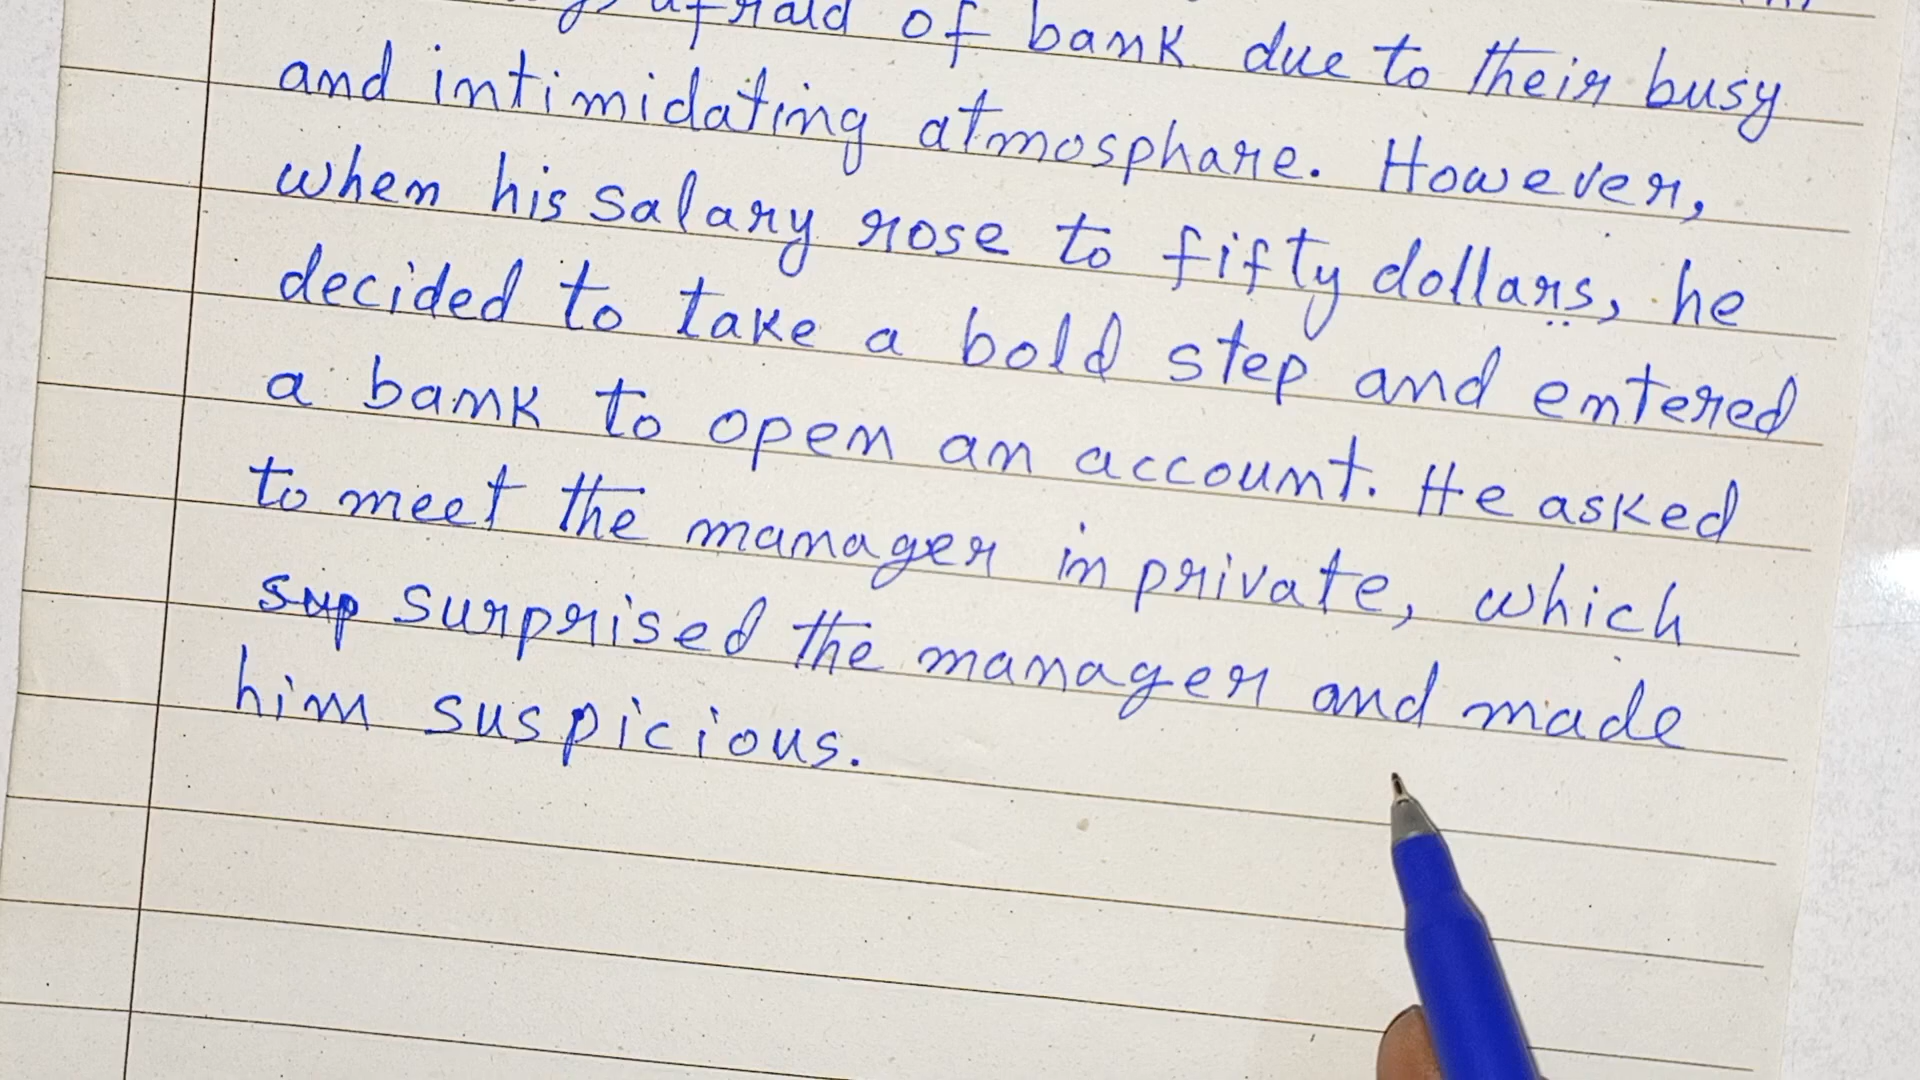 afraid of bank due to their busy
and intimidating atmosphare. However,
when his salary rose to fifty dollars, he
decided to take a bold step and entered
a bank to open an account. He asked
to meet the manager in private, which
sup surprised the manager and made
him suspicious.